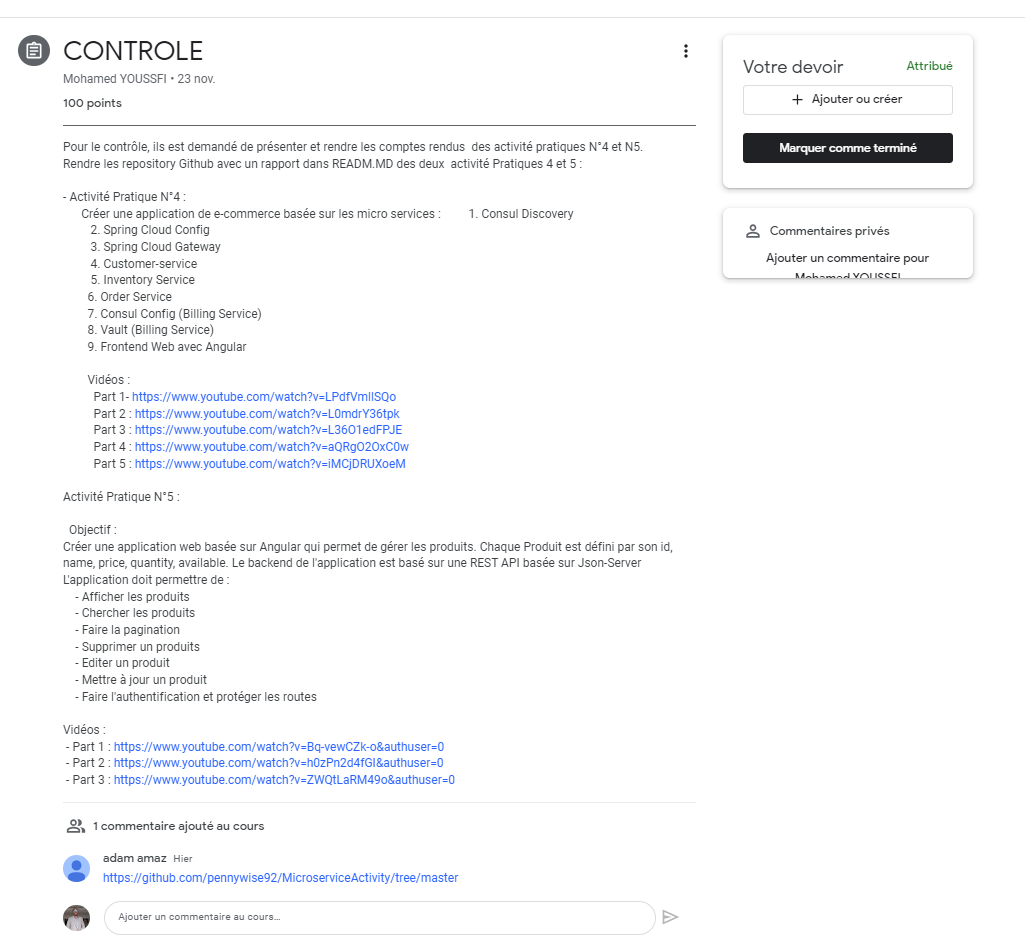 CONTROLE
Mohamed YOUSSFI • 23 nov.
100 points
Pour le contrôle, ils est demandé de présenter et rendre les comptes rendus des activité pratiques N°4 et N5.
Rendre les repository Github avec un rapport dans READM.MD des deux activité Pratiques 4 et 5 :
- Activité Pratique N°4 :
Créer une application de e-commerce basée sur les micro services : 1. Consul Discovery
2. Spring Cloud Config
3. Spring Cloud Gateway
4. Customer-service
5. Inventory Service
6. Order Service
7. Consul Config (Billing Service)
8. Vault (Billing Service)
9. Frontend Web avec Angular
Vidéos :
Part 1- https://www.youtube.com/watch?v=LPdfVmlISQo
Part 2 : https://www.youtube.com/watch?v=L0mdrY36tpk
Part 3 : https://www.youtube.com/watch?v=L36O1edFPJE
Part 4 : https://www.youtube.com/watch?v=aQRgO2OxC0w
Part 5 : https://www.youtube.com/watch?v=iMCjDRUXoeM
Activité Pratique N°5 :
Objectif :
Créer une application web basée sur Angular qui permet de gérer les produits. Chaque Produit est défini par son id,
name, price, quantity, available. Le backend de l'application est basé sur une REST API basée sur Json-Server
L'application doit permettre de :
- Afficher les produits
- Chercher les produits
- Faire la pagination
- Supprimer un produits
- Editer un produit
- Mettre à jour un produit
- Faire l'authentification et protéger les routes
Vidéos :
- Part 1 : https://www.youtube.com/watch?v=Bq-vewCZk-o&authuser=0
- Part 2 : https://www.youtube.com/watch?v=h0zPn2d4fGI&authuser=0
- Part 3 : https://www.youtube.com/watch?v=ZWQtLaRM49o&authuser=0
1 commentaire ajouté au cours
adam amaz Hier
https://github.com/pennywise92/MicroserviceActivity/tree/master
Ajouter un commentaire au cours...
Votre devoir
Attribué
+ Ajouter ou créer
Marquer comme terminé
Commentaires privés
Ajouter un commentaire pour
Mohamed YOUSSFI